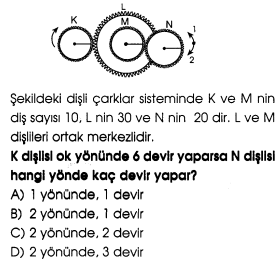 L
K M N
1
2
Şekildeki dişli çarklar sisteminde K ve M nin
diş sayısı 10, L nin 30 ve N nin 20 dir. L ve M
dişlileri ortak merkezlidir.
K dişlisi ok yönünde 6 devir yaparsa N dişlisi
hangi yönde kaç devir yapar?
A) 1 yönünde, 1 devir
B) 2 yönünde, 1 devir
C) 2 yönünde, 2 devir
D) 2 yönünde, 3 devir